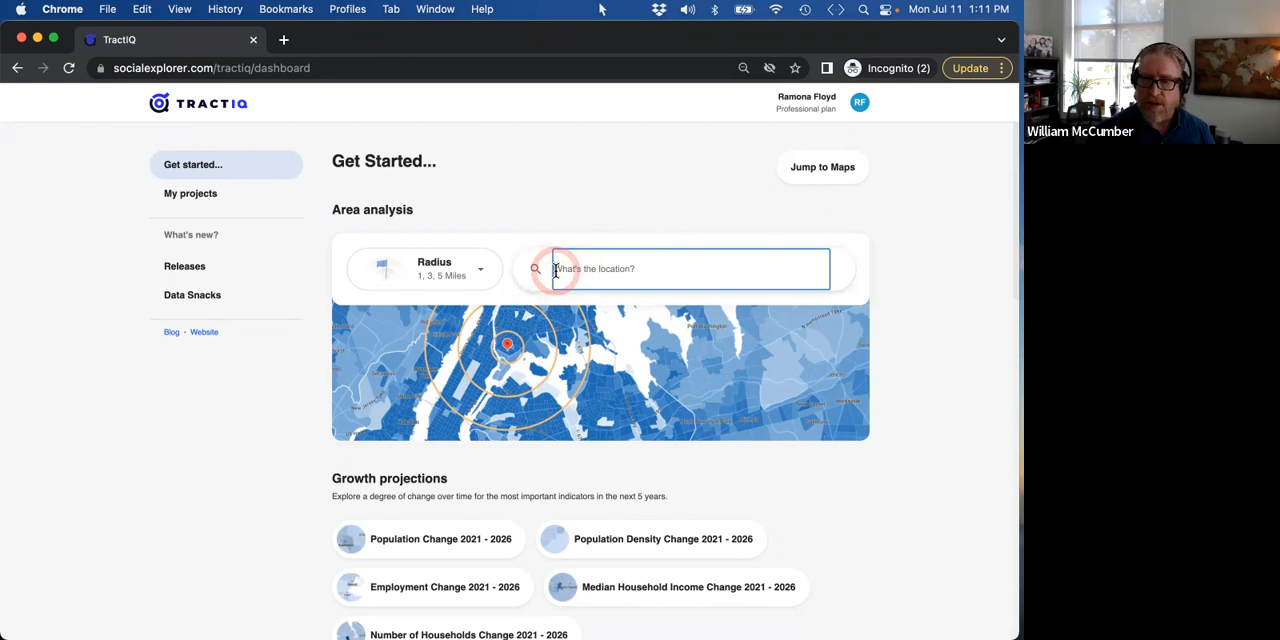 Chrome File Edit View History Bookmarks Profiles Tab Window Help Mon Jul 11 1:11 PM
TractIQ
socialexplorer.com/tractiq/dashboard Incognito (2) Update
TRACTIQ
Ramona Floyd
Professional plan
RF
William McCumber
Get started...
My projects
What's new?
Releases
Data Snacks
Blog · Website
Get Started...
Jump to Maps
Area analysis
Radius
1, 3, 5 Miles
What's the location?
Growth projections
Explore a degree of change over time for the most important indicators in the next 5 years.
Population Change 2021 - 2026
Population Density Change 2021 - 2026
Employment Change 2021 - 2026
Median Household Income Change 2021 - 2026
Number of Households Change 2021 - 2026